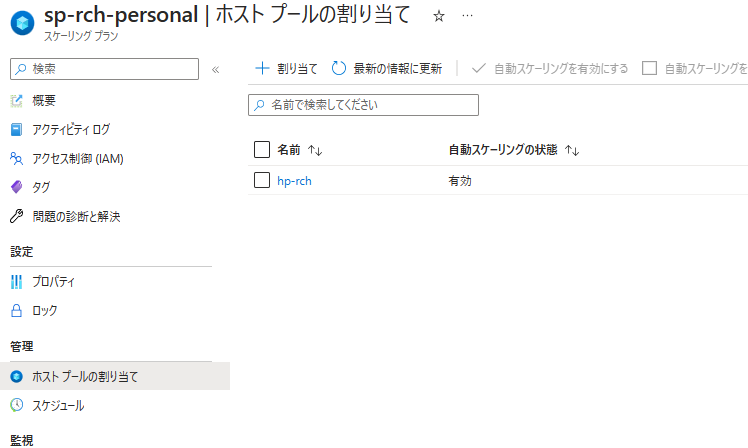 sp-rch-personal | ホスト プールの割り当て ☆ …
スケーリング プラン
検索 «
概要
アクティビティ ログ
アクセス制御 (IAM)
タグ
問題の診断と解決
設定
プロパティ
ロック
管理
ホスト プールの割り当て
スケジュール
監視
+ 割り当て 最新の情報に更新 自動スケーリングを有効にする 自動スケーリングを
名前で検索してください
名前 ↑↓ 自動スケーリングの状態 ↑↓
hp-rch 有効